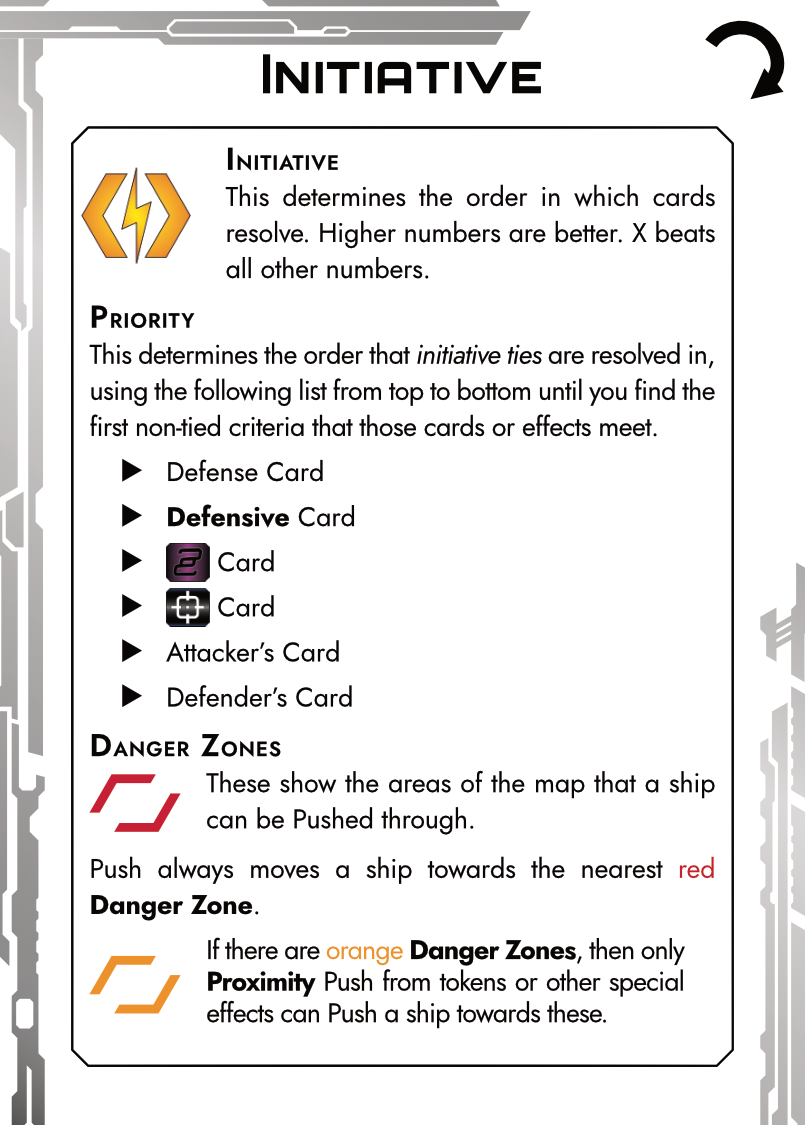 Initiative
Initiative
This determines the order in which cards
resolve. Higher numbers are better. X beats
all other numbers.
Priority
This determines the order that initiative ties are resolved in,
using the following list from top to bottom until you find the
first non-tied criteria that those cards or effects meet.
▶ Defense Card
▶ Defensive Card
▶ Card
▶ Card
▶ Attacker's Card
▶ Defender's Card
Danger Zones
These show the areas of the map that a ship
can be Pushed through.
Push always moves a ship towards the nearest red
Danger Zone.
If there are orange Danger Zones, then only
Proximity Push from tokens or other special
effects can Push a ship towards these.